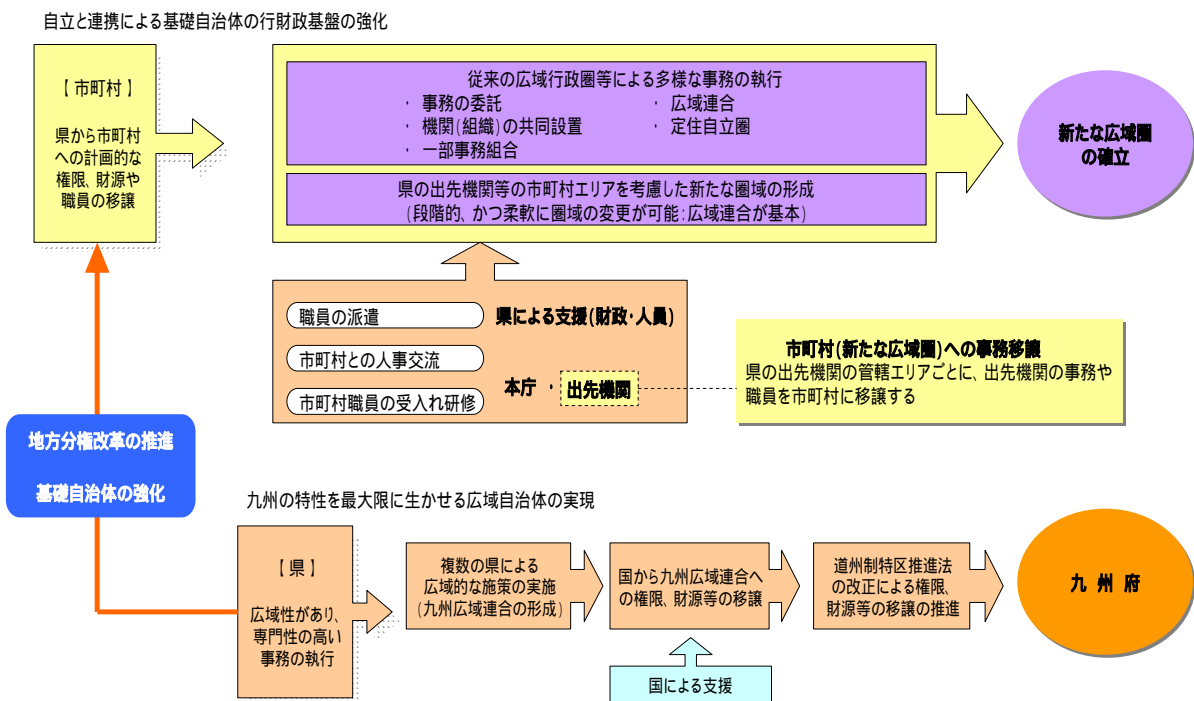 自立と連携による基礎自治体の行財政基盤の強化
【 市町村 】
県から市町村
への計画的な
権限、財源や
職員の移譲
従来の広域行政圏等による多様な事務の執行
・ 事務の委託
・ 広域連合
・ 機関(組織)の共同設置
・ 定住自立圏
・ 一部事務組合
県の出先機関等の市町村エリアを考慮した新たな圏域の形成
(段階的、かつ柔軟に圏域の変更が可能:広域連合が基本)
新たな広域圏
の確立
職員の派遣
県による支援(財政・人員)
市町村との人事交流
本庁 ・ 出先機関
市町村職員の受入れ研修
市町村(新たな広域圏)への事務移譲
県の出先機関の管轄エリアごとに、出先機関の事務や
職員を市町村に移譲する
地方分権改革の推進
基礎自治体の強化
九州の特性を最大限に生かせる広域自治体の実現
【 県 】
広域性があり、
専門性の高い
事務の執行
複数の県による
広域的な施策の実施
(九州広域連合の形成)
国から九州広域連合へ
の権限、財源等の移譲
道州制特区推進法
の改正による権限、
財源等の移譲の推進
九 州 府
国による支援